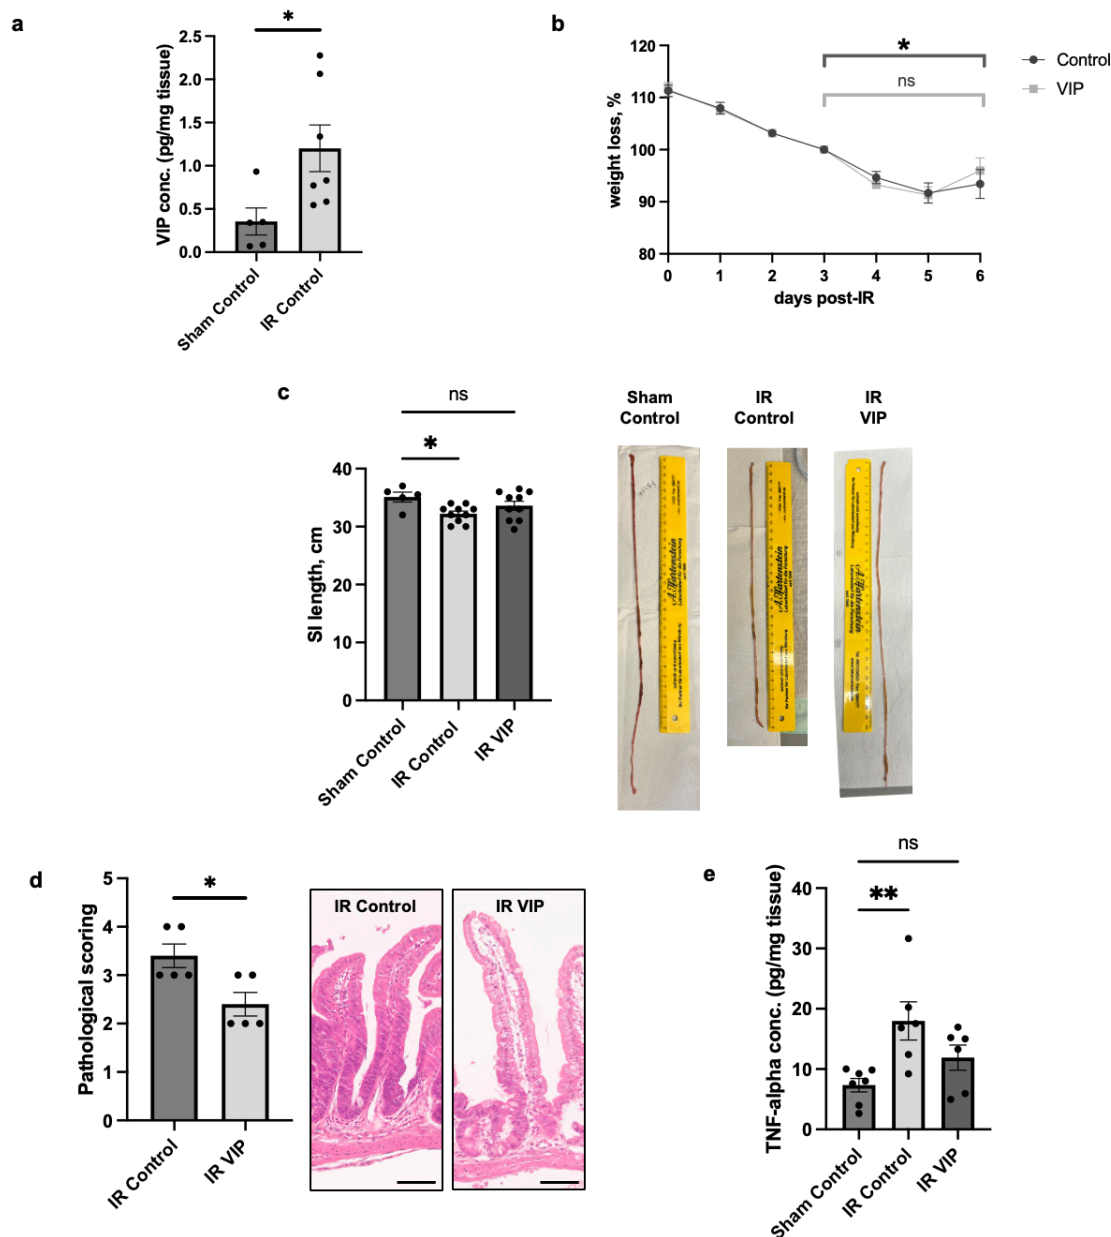 a
*
VIP conc. (pg/mg tissue)
2.5
2.0
1.5
1.0
0.5
0.0
Sham Control
IR Control
b
*
ns
Control
VIP
weight loss, %
120
110
100
90
80
0 1 2 3 4 5 6
days post-IR
c
ns
*
SI length, cm
40
30
20
10
0
Sham Control
IR Control
IR VIP
Sham
Control
IR
Control
IR
VIP
A.Hartenstein
A.Hartenstein
A.Hartenstein
d
*
Pathological scoring
5
4
3
2
1
0
IR Control
IR VIP
IR Control
IR VIP
e
ns
**
TNF-alpha conc. (pg/mg tissue)
40
30
20
10
0
Sham Control
IR Control
IR VIP